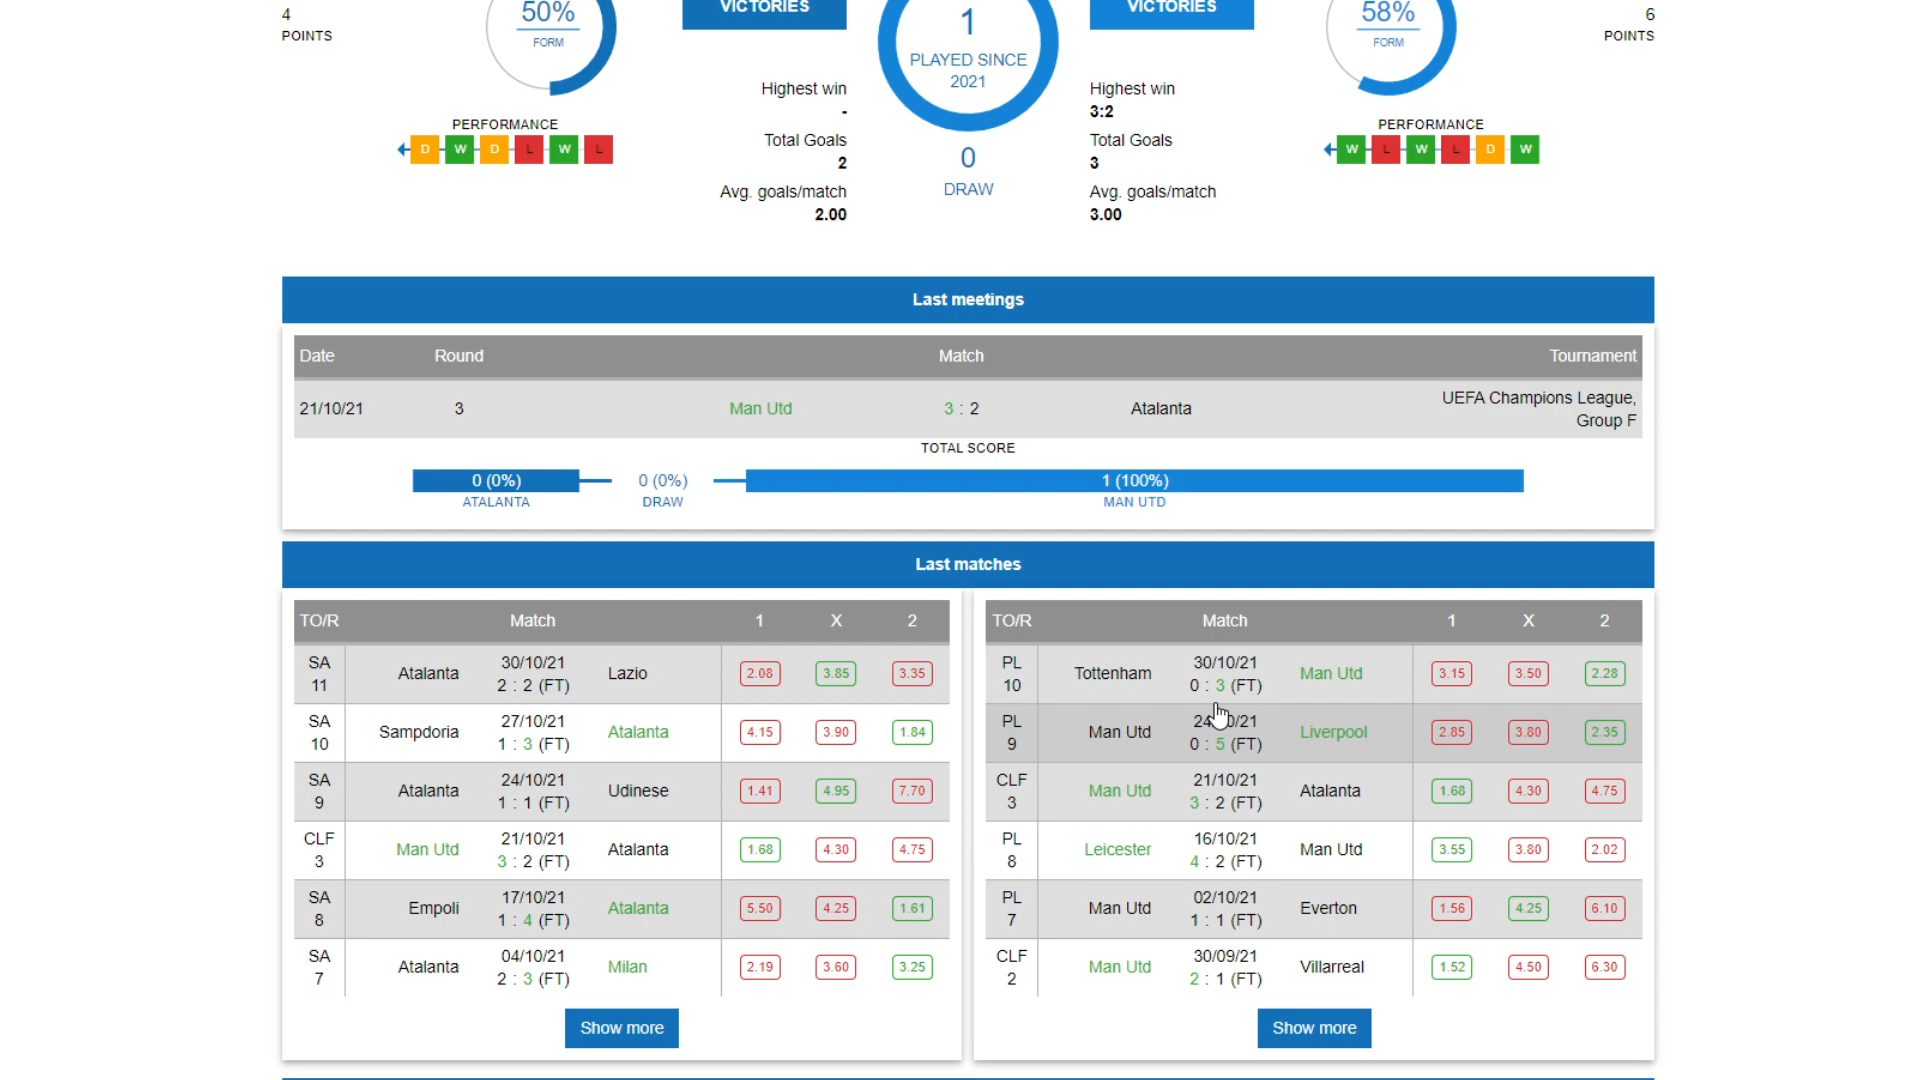 4
POINTS
50%
FORM
PERFORMANCE
D W D L W L
VICTORIES
Highest win
-
Total Goals
2
Avg. goals/match
2.00
1
PLAYED SINCE
2021
0
DRAW
VICTORIES
Highest win
3:2
Total Goals
3
Avg. goals/match
3.00
58%
FORM
PERFORMANCE
W L W L D W
6
POINTS
Last meetings
Date Round Match Tournament
21/10/21 3 Man Utd 3 : 2 Atalanta UEFA Champions League,
Group F
TOTAL SCORE
0 (0%) 0 (0%) 1 (100%)
ATALANTA DRAW MAN UTD
Last matches
TO/R Match 1 X 2
SA 30/10/21
11 Atalanta 2 : 2 (FT) Lazio 2.08 3.85 3.35
SA 27/10/21
10 Sampdoria 1 : 3 (FT) Atalanta 4.15 3.90 1.84
SA 24/10/21
9 Atalanta 1 : 1 (FT) Udinese 1.41 4.95 7.70
CLF 21/10/21
3 Man Utd 3 : 2 (FT) Atalanta 1.68 4.30 4.75
SA 17/10/21
8 Empoli 1 : 4 (FT) Atalanta 5.50 4.25 1.61
SA 04/10/21
7 Atalanta 2 : 3 (FT) Milan 2.19 3.60 3.25
Show more
TO/R Match 1 X 2
PL 30/10/21
10 Tottenham 0 : 3 (FT) Man Utd 3.15 3.50 2.28
PL 24/10/21
9 Man Utd 0 : 5 (FT) Liverpool 2.85 3.80 2.35
CLF 21/10/21
3 Man Utd 3 : 2 (FT) Atalanta 1.68 4.30 4.75
PL 16/10/21
8 Leicester 4 : 2 (FT) Man Utd 3.55 3.80 2.02
PL 02/10/21
7 Man Utd 1 : 1 (FT) Everton 1.56 4.25 6.10
CLF 30/09/21
2 Man Utd 2 : 1 (FT) Villarreal 1.52 4.50 6.30
Show more